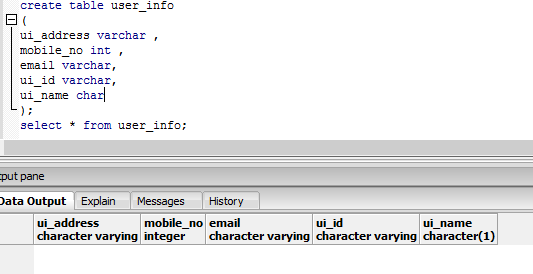 create table user_info
(
ui_address varchar ,
mobile_no int ,
email varchar,
ui_id varchar,
ui_name char
);
select * from user_info;
tput pane
Data Output Explain Messages History
ui_address mobile_no email ui_id ui_name
character varying integer character varying character varying character(1)